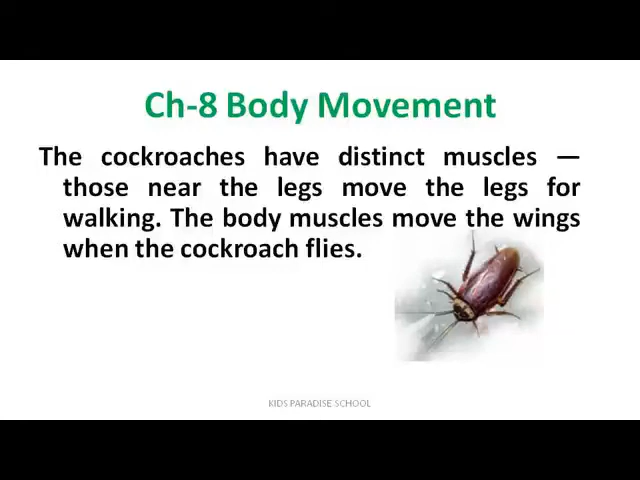 Ch-8 Body Movement
The cockroaches have distinct muscles —
those near the legs move the legs for
walking. The body muscles move the wings
when the cockroach flies.
KIDS PARADISE SCHOOL